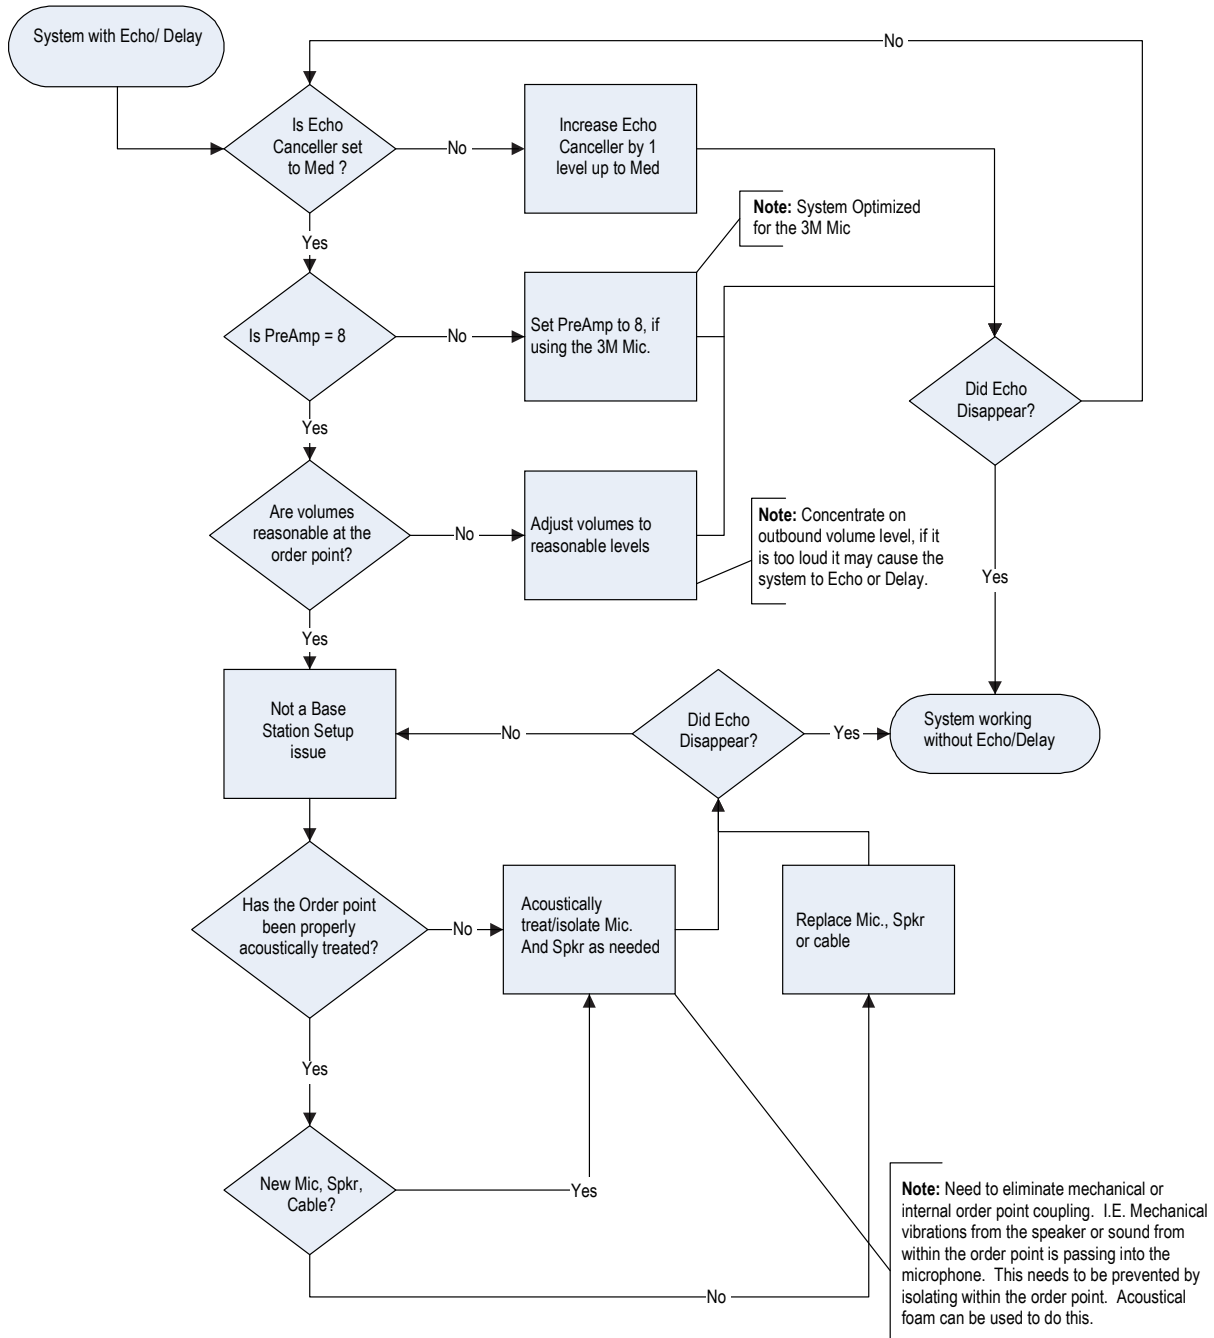 System with Echo/ Delay
No
Is Echo
Canceller set
to Med ?
No
Increase Echo
Canceller by 1
level up to Med
Note: System Optimized
for the 3M Mic
Yes
Is PreAmp = 8
No
Set PreAmp to 8, if
using the 3M Mic.
Did Echo
Disappear?
Yes
Are volumes
reasonable at the
order point?
No
Adjust volumes to
reasonable levels
Note: Concentrate on
outbound volume level, if it
is too loud it may cause the
system to Echo or Delay.
Yes
Yes
Not a Base
Station Setup
issue
No
Did Echo
Disappear?
Yes
System working
without Echo/Delay
Has the Order point
been properly
acoustically treated?
No
Acoustically
treat/isolate Mic.
And Spkr as needed
Replace Mic., Spkr
or cable
Yes
New Mic, Spkr,
Cable?
Yes
No
Note: Need to eliminate mechanical or
internal order point coupling. I.E. Mechanical
vibrations from the speaker or sound from
within the order point is passing into the
microphone. This needs to be prevented by
isolating within the order point. Acoustical
foam can be used to do this.